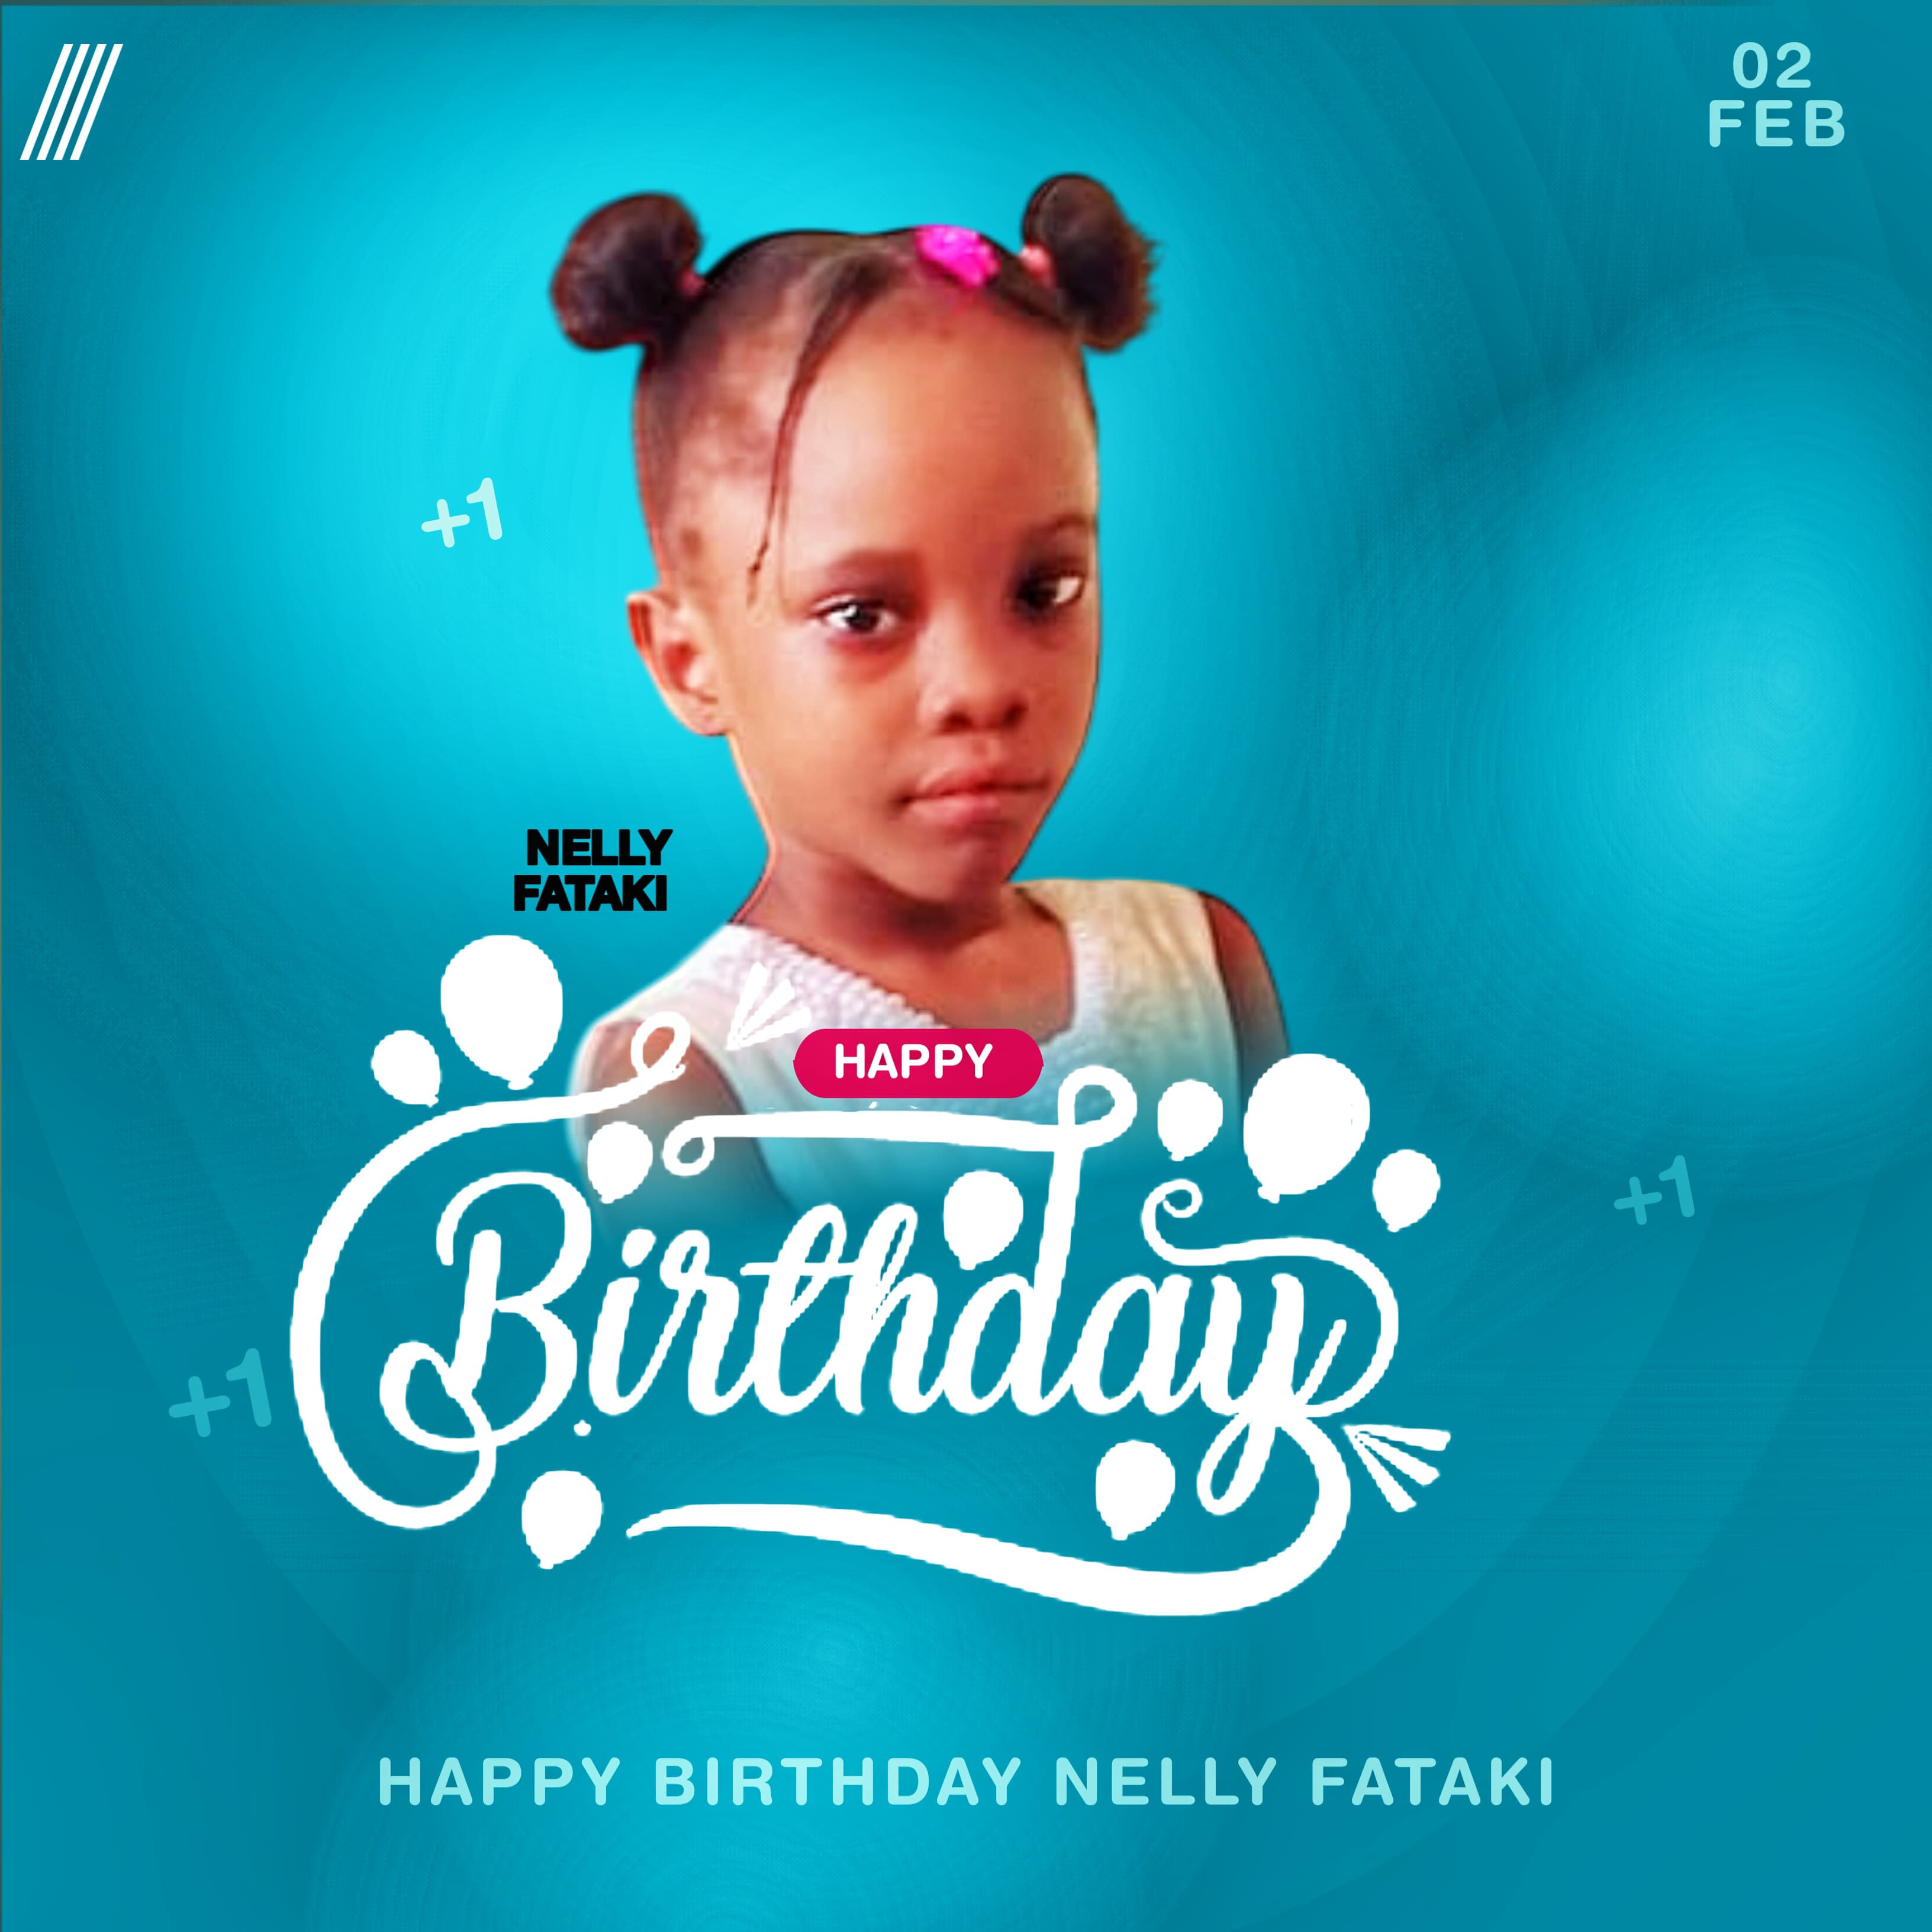 02
FEB
+1
NELLY
FATAKI
HAPPY
Birthday
+1
+1
HAPPY BIRTHDAY NELLY FATAKI